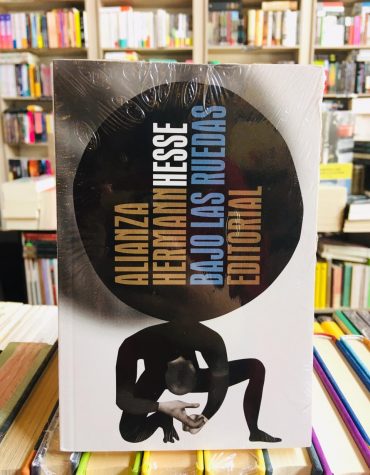 ALIANZA
HERMANN HESSE
BAJO LAS RUEDAS
EDITORIAL